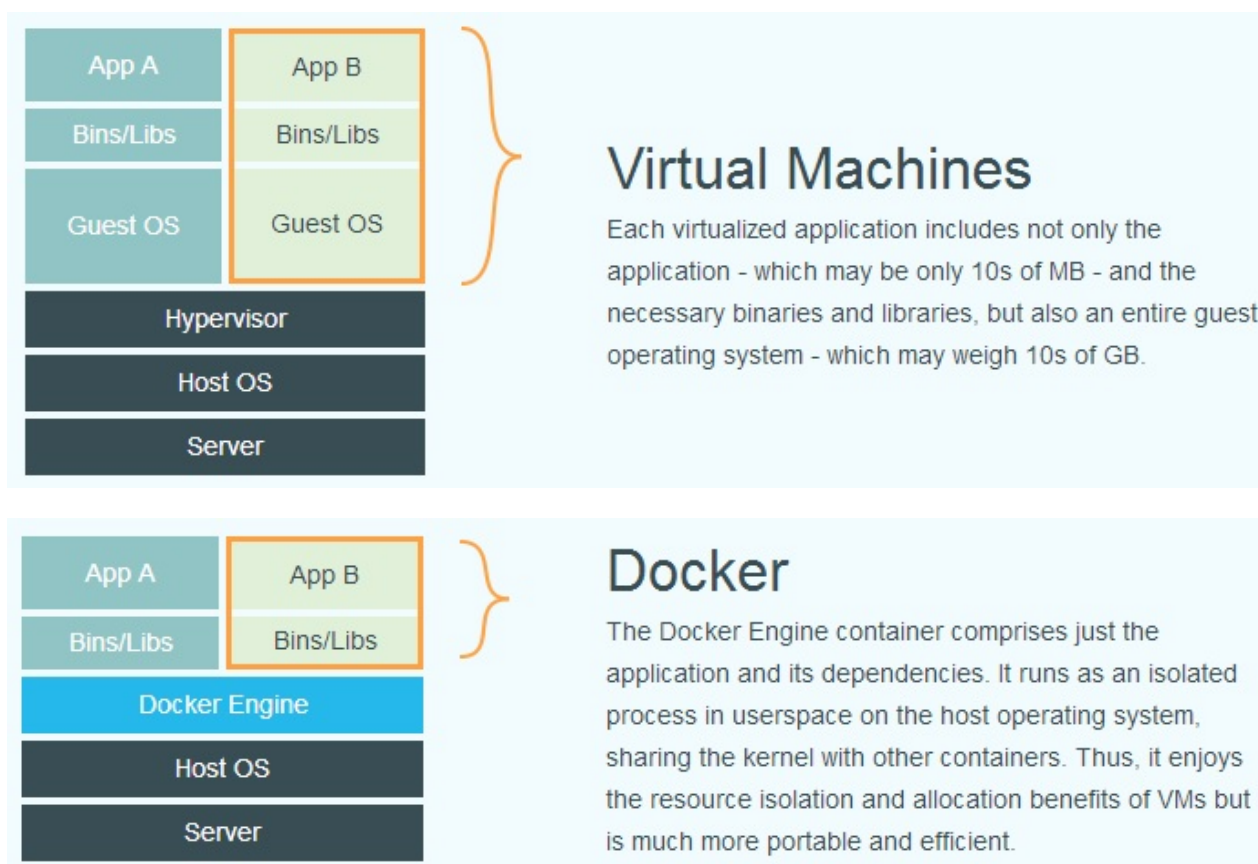 App A
App B
Bins/Libs
Bins/Libs
Guest OS
Guest OS
Hypervisor
Host OS
Server
Virtual Machines
Each virtualized application includes not only the
application - which may be only 10s of MB - and the
necessary binaries and libraries, but also an entire guest
operating system - which may weigh 10s of GB.
App A
App B
Bins/Libs
Bins/Libs
Docker Engine
Host OS
Server
Docker
The Docker Engine container comprises just the
application and its dependencies. It runs as an isolated
process in userspace on the host operating system,
sharing the kernel with other containers. Thus, it enjoys
the resource isolation and allocation benefits of VMs but
is much more portable and efficient.